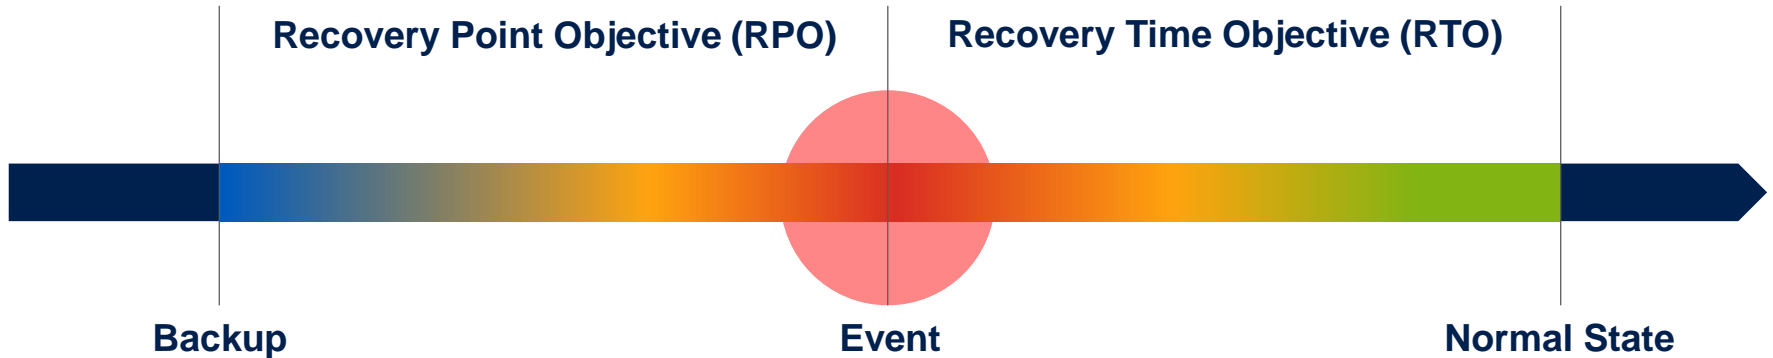 Recovery Point Objective (RPO)
Recovery Time Objective (RTO)
Backup
Event
Normal State